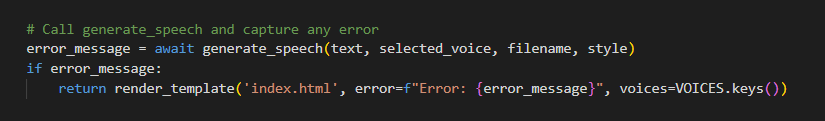 # Call generate_speech and capture any error
error_message = await generate_speech(text, selected_voice, filename, style)
if error_message:
    return render_template('index.html', error=f"Error: {error_message}", voices=VOICES.keys())